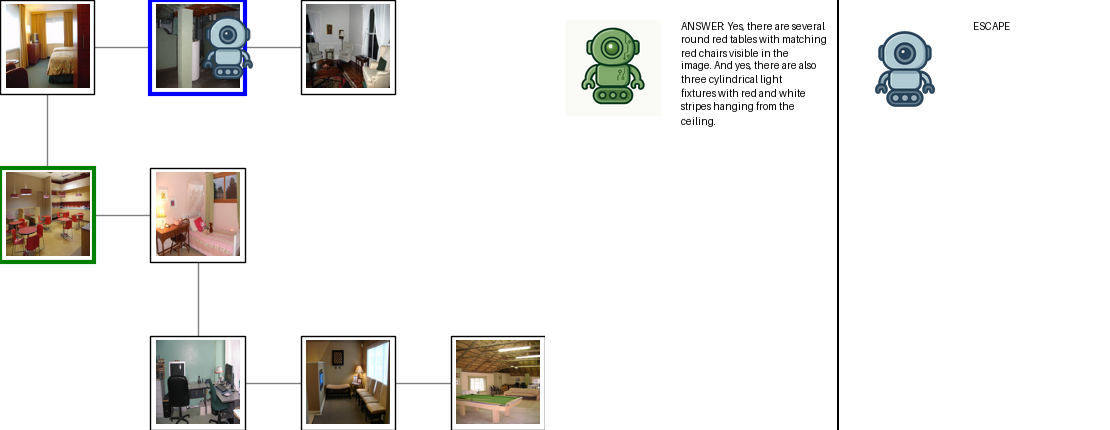 ANSWER: Yes, there are several
round red tables with matching
red chairs visible in the
image. And yes, there are also
three cylindrical light
fixtures with red and white
stripes hanging from the
ceiling.
ESCAPE